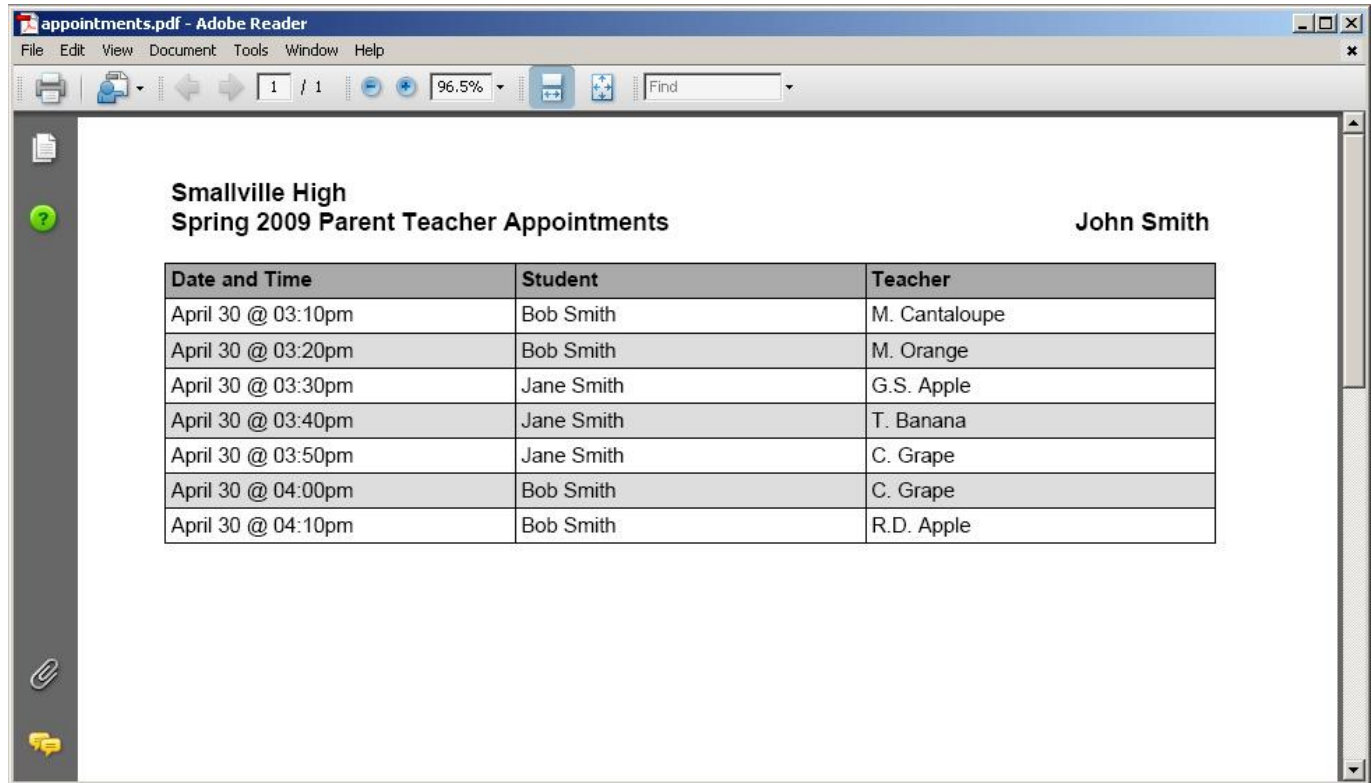 appointments.pdf - Adobe Reader
File Edit View Document Tools Window Help
1 / 1 96.5% Find
Smallville High
Spring 2009 Parent Teacher Appointments John Smith
Date and Time Student Teacher
April 30 @ 03:10pm Bob Smith M. Cantaloupe
April 30 @ 03:20pm Bob Smith M. Orange
April 30 @ 03:30pm Jane Smith G.S. Apple
April 30 @ 03:40pm Jane Smith T. Banana
April 30 @ 03:50pm Jane Smith C. Grape
April 30 @ 04:00pm Bob Smith C. Grape
April 30 @ 04:10pm Bob Smith R.D. Apple